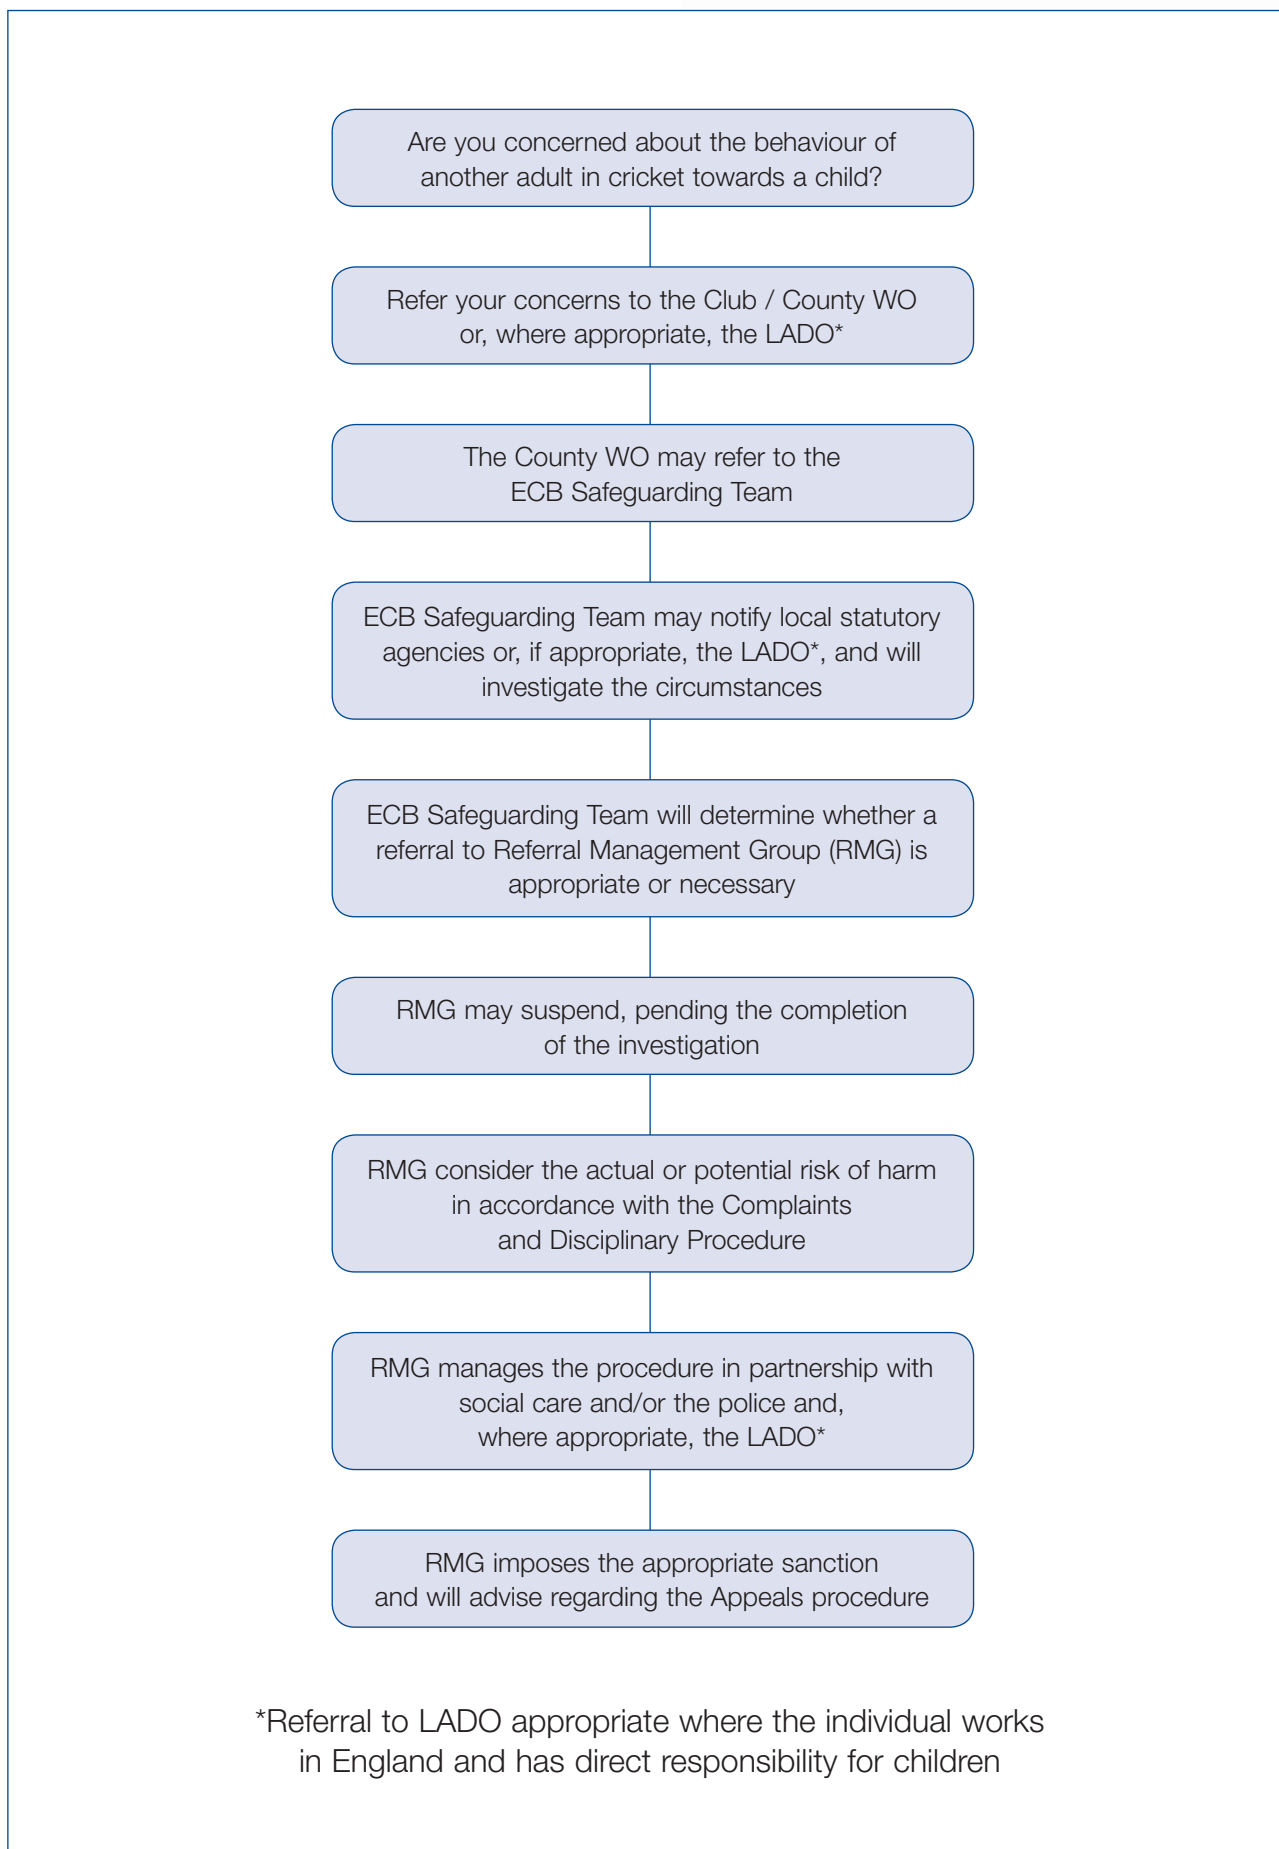 Are you concerned about the behaviour of
another adult in cricket towards a child?
Refer your concerns to the Club / County WO
or, where appropriate, the LADO*
The County WO may refer to the
ECB Safeguarding Team
ECB Safeguarding Team may notify local statutory
agencies or, if appropriate, the LADO*, and will
investigate the circumstances
ECB Safeguarding Team will determine whether a
referral to Referral Management Group (RMG) is
appropriate or necessary
RMG may suspend, pending the completion
of the investigation
RMG consider the actual or potential risk of harm
in accordance with the Complaints
and Disciplinary Procedure
RMG manages the procedure in partnership with
social care and/or the police and,
where appropriate, the LADO*
RMG imposes the appropriate sanction
and will advise regarding the Appeals procedure
*Referral to LADO appropriate where the individual works
in England and has direct responsibility for children